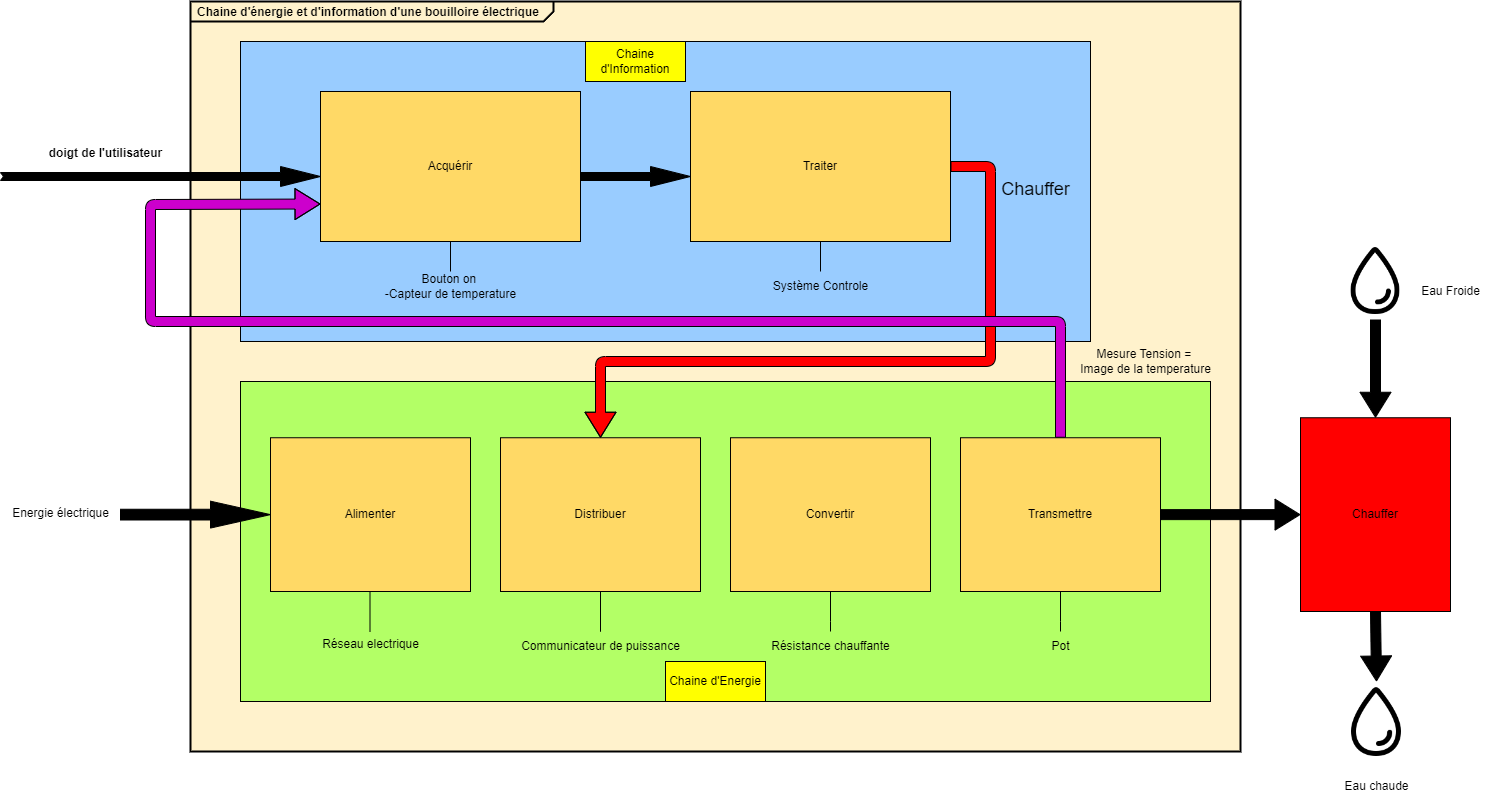 Chaine d'énergie et d'information d'une bouilloire électrique
Chaine
d'Information
doigt de l'utilisateur
Acquérir
Traiter
Chauffer
Bouton on
-Capteur de temperature
Système Controle
Eau Froide
Mesure Tension =
Image de la temperature
Energie électrique
Alimenter
Distribuer
Convertir
Transmettre
Chauffer
Réseau electrique
Communicateur de puissance
Résistance chauffante
Pot
Chaine d'Energie
Eau chaude